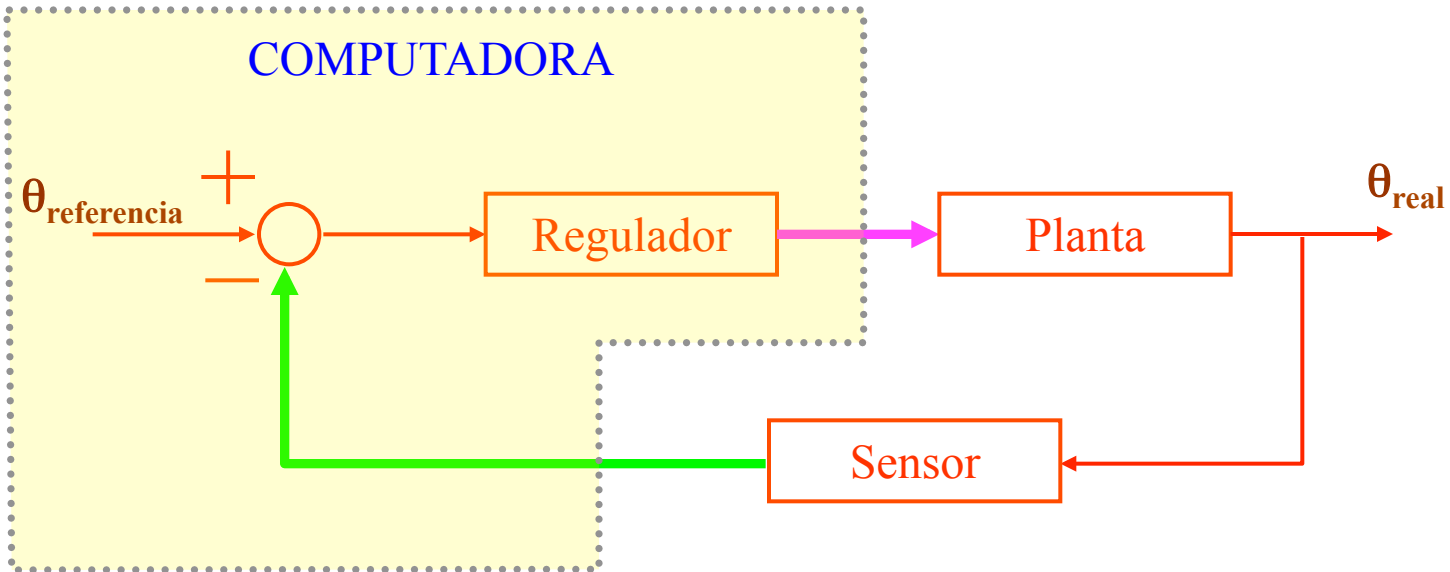 COMPUTADORA
+
θreferencia
θreal
−
Regulador
Planta
Sensor